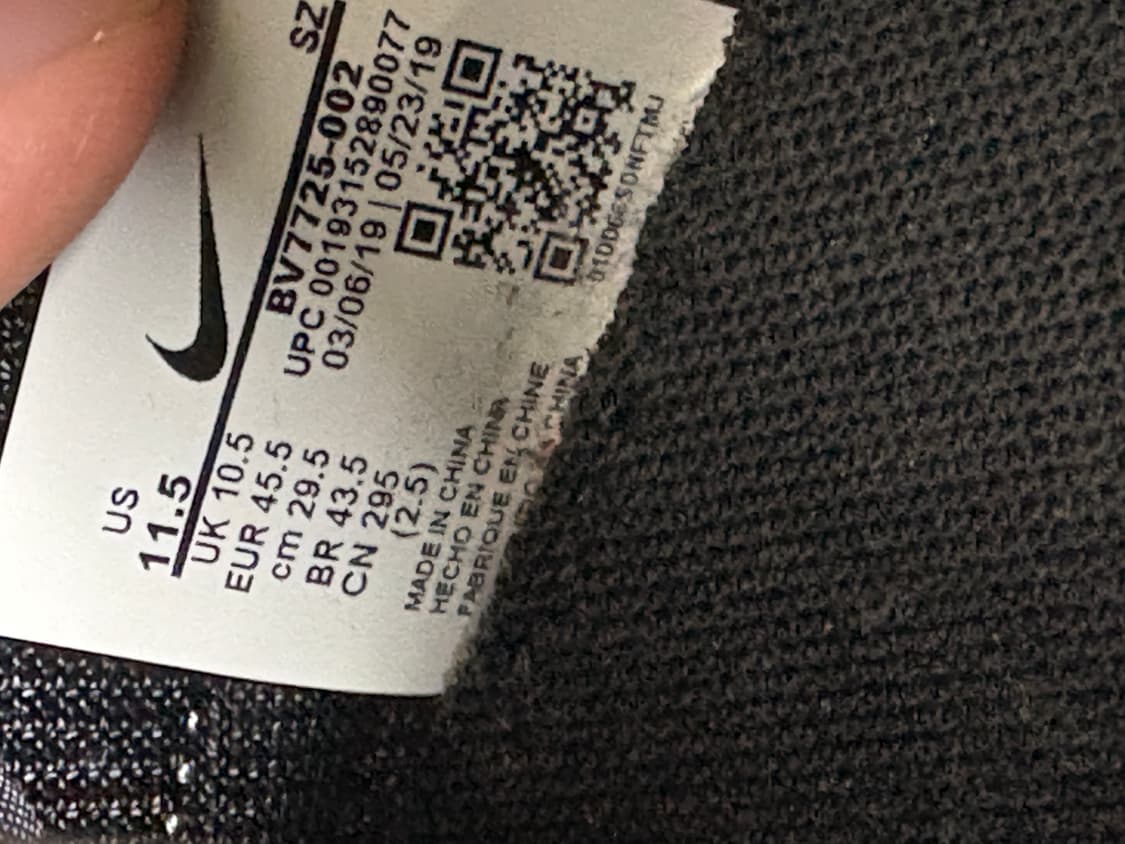 SZ
US
11.5
UK 10.5
EUR 45.5
cm 29.5
BR 43.5
CN 295
(2.5)
BV7725-002
UPC 00193152890077
03/06/19 | 05/23/19
MADE IN CHINA
HECHO EN CHINA
FABRIQUE EN CHINE
CHINA